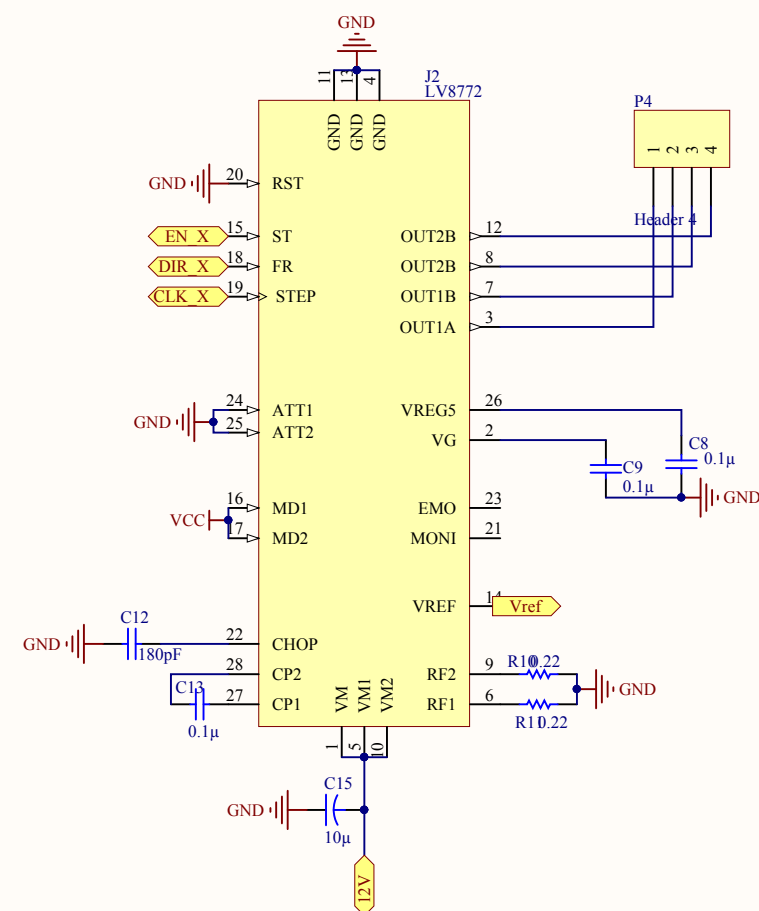 GND
J2
LV8772
11
13
4
GND
GND
GND
P4
1
2
3
4
Header 4
GND
20
RST
EN_X
15
ST
DIR_X
18
FR
CLK_X
19
STEP
OUT2B
12
OUT2B
8
OUT1B
7
OUT1A
3
GND
24
ATT1
25
ATT2
VREG5
26
VG
2
C8
0.1µ
C9
0.1µ
GND
VCC
16
MD1
17
MD2
EMO
23
MONI
21
VREF
14
Vref
C12
GND
180pF
22
CHOP
28
CP2
C13
27
CP1
0.1µ
RF2
9
R10
0.22
RF1
6
R11
0.22
GND
VM
VM1
VM2
1
5
10
C15
GND
10µ
12V